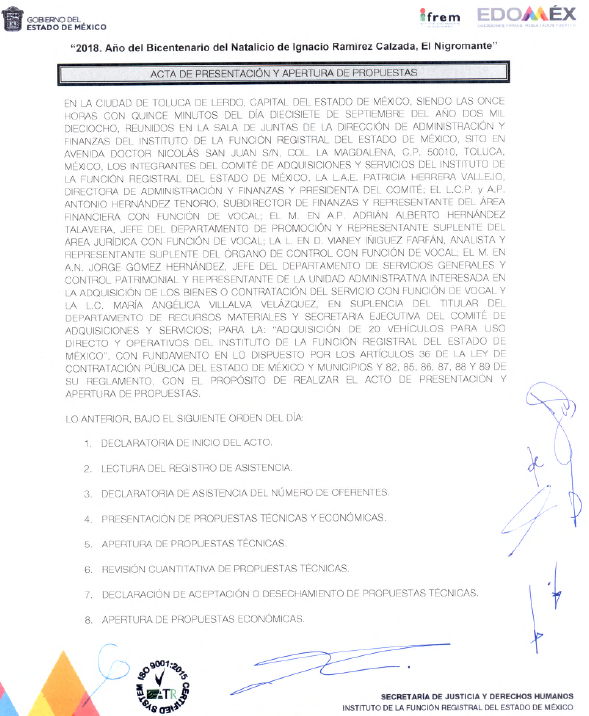 GOBIERNO DEL
ESTADO DE MÉXICO
ifrem
EDOMÉX
"2018. Año del Bicentenario del Natalicio de Ignacio Ramírez Calzada, El Nigromante"
ACTA DE PRESENTACIÓN Y APERTURA DE PROPUESTAS
EN LA CIUDAD DE TOLUCA DE LERDO, CAPITAL DEL ESTADO DE MÉXICO, SIENDO LAS ONCE
HORAS CON QUINCE MINUTOS DEL DÍA DIECISIETE DE SEPTIEMBRE DEL AÑO DOS MIL
DIECIOCHO, REUNIDOS EN LA SALA DE JUNTAS DE LA DIRECCIÓN DE ADMINISTRACIÓN Y
FINANZAS DEL INSTITUTO DE LA FUNCIÓN REGISTRAL DEL ESTADO DE MÉXICO, SITO EN
AVENIDA DOCTOR NICOLÁS SAN JUAN S/N, COL. LA MAGDALENA, C.P. 50010, TOLUCA,
MÉXICO, LOS INTEGRANTES DEL COMITÉ DE ADQUISICIONES Y SERVICIOS DEL INSTITUTO DE
LA FUNCIÓN REGISTRAL DEL ESTADO DE MÉXICO, LA L.A.E. PATRICIA HERRERA VALLEJO,
DIRECTORA DE ADMINISTRACIÓN Y FINANZAS Y PRESIDENTA DEL COMITÉ; EL L.C.P. y A.P.
ANTONIO HERNÁNDEZ TENORIO, SUBDIRECTOR DE FINANZAS Y REPRESENTANTE DEL ÁREA
FINANCIERA CON FUNCIÓN DE VOCAL; EL M. EN A.P. ADRIÁN ALBERTO HERNÁNDEZ
TALAVERA, JEFE DEL DEPARTAMENTO DE PROMOCIÓN Y REPRESENTANTE SUPLENTE DEL
ÁREA JURÍDICA CON FUNCIÓN DE VOCAL; LA L. EN D. VIANEY IÑIGUEZ FARFÁN, ANALISTA Y
REPRESENTANTE SUPLENTE DEL ÓRGANO DE CONTROL CON FUNCIÓN DE VOCAL; EL M. EN
A.N. JORGE GÓMEZ HERNÁNDEZ, JEFE DEL DEPARTAMENTO DE SERVICIOS GENERALES Y
CONTROL PATRIMONIAL Y REPRESENTANTE DE LA UNIDAD ADMINISTRATIVA INTERESADA EN
LA ADQUISICIÓN DE LOS BIENES O CONTRATACIÓN DEL SERVICIO CON FUNCIÓN DE VOCAL Y
LA L.C. MARÍA ANGÉLICA VILLALVA VELÁZQUEZ, EN SUPLENCIA DEL TITULAR DEL
DEPARTAMENTO DE RECURSOS MATERIALES Y SECRETARIA EJECUTIVA DEL COMITÉ DE
ADQUISICIONES Y SERVICIOS; PARA LA: "ADQUISICIÓN DE 20 VEHÍCULOS PARA USO
DIRECTO Y OPERATIVOS DEL INSTITUTO DE LA FUNCIÓN REGISTRAL DEL ESTADO DE
MÉXICO", CON FUNDAMENTO EN LO DISPUESTO POR LOS ARTÍCULOS 36 DE LA LEY DE
CONTRATACIÓN PÚBLICA DEL ESTADO DE MÉXICO Y MUNICIPIOS Y 82, 85, 86, 87, 88 Y 89 DE
SU REGLAMENTO, CON EL PROPÓSITO DE REALIZAR EL ACTO DE PRESENTACIÓN Y
APERTURA DE PROPUESTAS.
LO ANTERIOR, BAJO EL SIGUIENTE ORDEN DEL DÍA:
1. DECLARATORIA DE INICIO DEL ACTO.
2. LECTURA DEL REGISTRO DE ASISTENCIA.
3. DECLARATORIA DE ASISTENCIA DEL NÚMERO DE OFERENTES.
4. PRESENTACIÓN DE PROPUESTAS TÉCNICAS Y ECONÓMICAS.
5. APERTURA DE PROPUESTAS TÉCNICAS.
6. REVISIÓN CUANTITATIVA DE PROPUESTAS TÉCNICAS.
7. DECLARACIÓN DE ACEPTACIÓN O DESECHAMIENTO DE PROPUESTAS TÉCNICAS.
8. APERTURA DE PROPUESTAS ECONÓMICAS.
ISO 9001:2015
ATR
CERTIFIED SYSTEM
SECRETARÍA DE JUSTICIA Y DERECHOS HUMANOS
INSTITUTO DE LA FUNCIÓN REGISTRAL DEL ESTADO DE MÉXICO